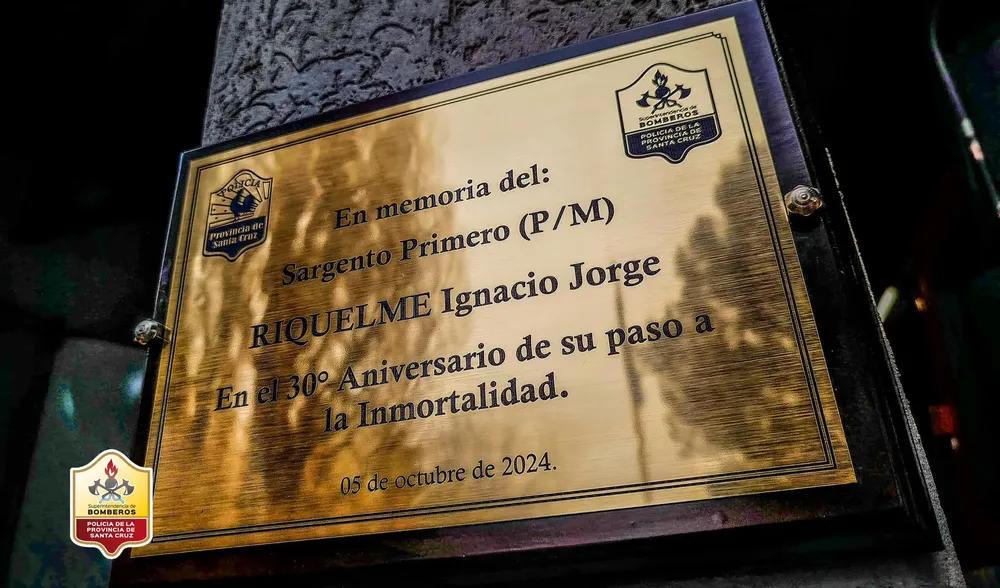 Superintendencia de
BOMBEROS
POLICIA DE LA
PROVINCIA DE
SANTA CRUZ
POLICIA
Provincia de
Santa Cruz
En memoria del:
Sargento Primero (P/M)
RIQUELME Ignacio Jorge
En el 30° Aniversario de su paso a
la Inmortalidad.
05 de octubre de 2024.
Superintendencia de
BOMBEROS
POLICIA DE LA
PROVINCIA DE
SANTA CRUZ